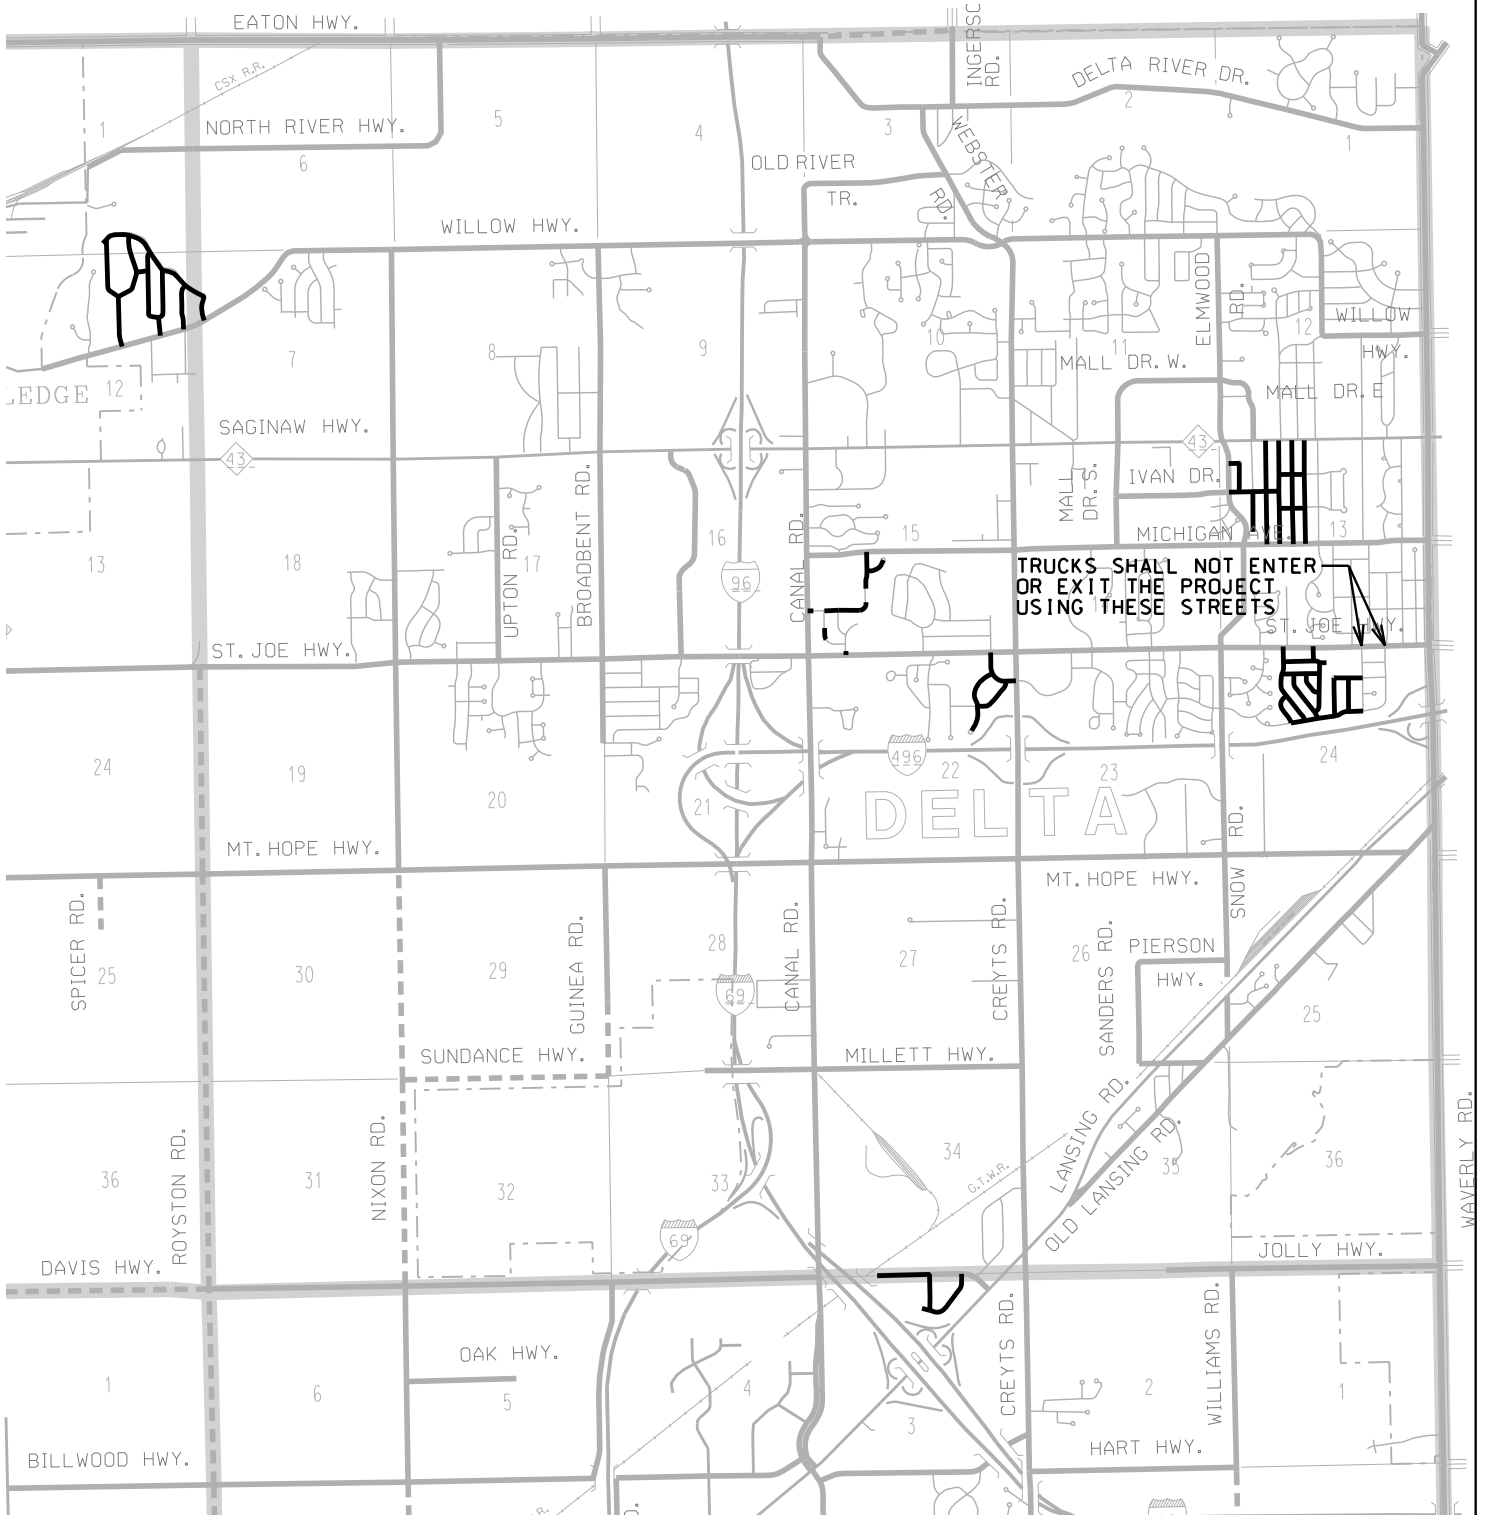 EATON HWY.
INGERSC
RD.
CSX R.R.
DELTA RIVER DR.
NORTH RIVER HWY.
1
6
5
4
3
2
1
WEBSTER
RD.
OLD RIVER
TR.
WILLOW HWY.
ELMWOOD
RD.
WILLOW
HWY.
7
8
9
10
11
12
MALL DR. W.
MALL DR. E
LEDGE
12
SAGINAW HWY.
43
43
MALL
DR. S.
IVAN DR.
MICHIGAN AVE.
13
18
17
16
15
13
UPTON RD.
BROADBENT RD.
CANAL RD.
96
TRUCKS SHALL NOT ENTER
OR EXIT THE PROJECT
USING THESE STREETS
ST. JOE HWY.
ST. JOE HWY.
24
19
20
21
496
22
23
24
DELTA
MT. HOPE HWY.
MT. HOPE HWY.
SNOW
RD.
SPICER RD.
25
30
29
GUINEA RD.
28
69
CANAL RD.
27
CREYTS RD.
26
SANDERS RD.
PIERSON
HWY.
25
SUNDANCE HWY.
MILLETT HWY.
LANSING RD.
OLD LANSING RD.
WAVERLY RD.
36
ROYSTON RD.
31
NIXON RD.
32
33
34
G.T.W.R.
35
36
69
DAVIS HWY.
JOLLY HWY.
OAK HWY.
1
6
5
4
3
CREYTS RD.
2
WILLIAMS RD.
1
BILLWOOD HWY.
HART HWY.
R.
D.